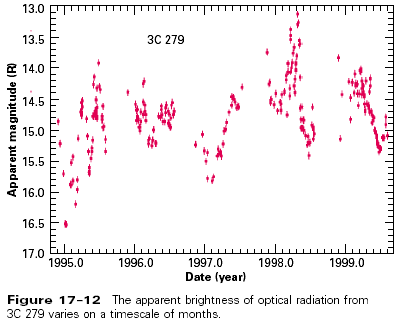 13.0
3C 279
13.5
14.0
14.5
15.0
15.5
16.0
16.5
17.0
Apparent magnitude (R)
1995.0 1996.0 1997.0 1998.0 1999.0
Date (year)
Figure 17–12 The apparent brightness of optical radiation from
3C 279 varies on a timescale of months.